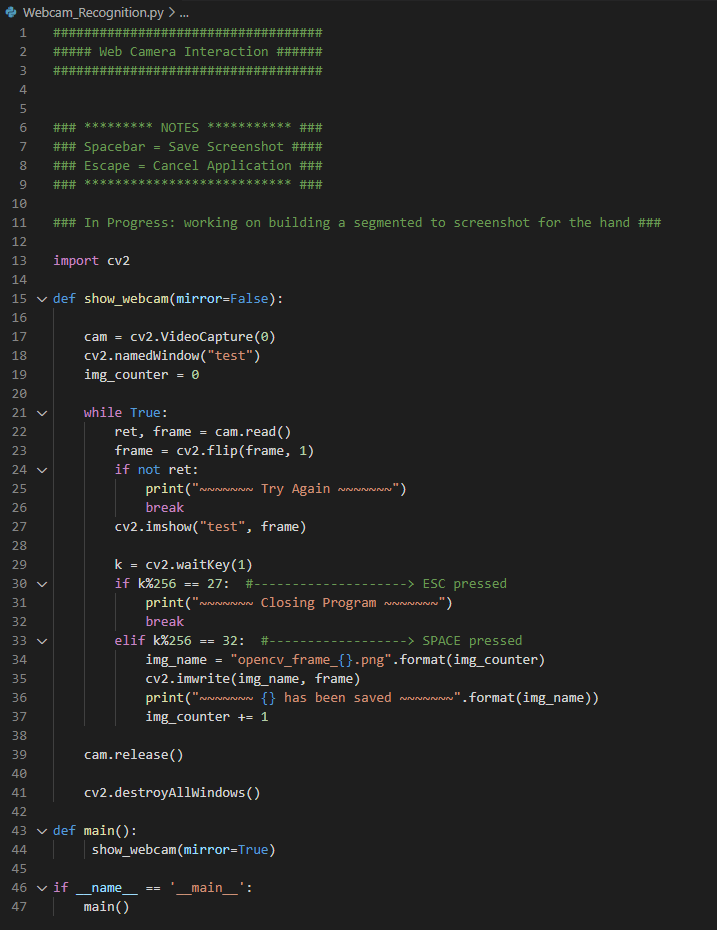 Webcam_Recognition.py > ...
1 ###################################
2 ##### Web Camera Interaction ######
3 ###################################
4
5
6 ### ********* NOTES *********** ###
7 ### Spacebar = Save Screenshot ####
8 ### Escape = Cancel Application ###
9 ### *************************** ###
10
11 ### In Progress: working on building a segmented to screenshot for the hand ###
12
13 import cv2
14
15 def show_webcam(mirror=False):
16
17     cam = cv2.VideoCapture(0)
18     cv2.namedWindow("test")
19     img_counter = 0
20
21     while True:
22         ret, frame = cam.read()
23         frame = cv2.flip(frame, 1)
24         if not ret:
25             print("~~~~~~~ Try Again ~~~~~~~")
26             break
27         cv2.imshow("test", frame)
28
29         k = cv2.waitKey(1)
30         if k%256 == 27:  #--------------------> ESC pressed
31             print("~~~~~~~ Closing Program ~~~~~~~")
32             break
33         elif k%256 == 32:  #------------------> SPACE pressed
34             img_name = "opencv_frame_{}.png".format(img_counter)
35             cv2.imwrite(img_name, frame)
36             print("~~~~~~~ {} has been saved ~~~~~~~".format(img_name))
37             img_counter += 1
38
39     cam.release()
40
41     cv2.destroyAllWindows()
42
43 def main():
44      show_webcam(mirror=True)
45
46 if __name__ == '__main__':
47     main()